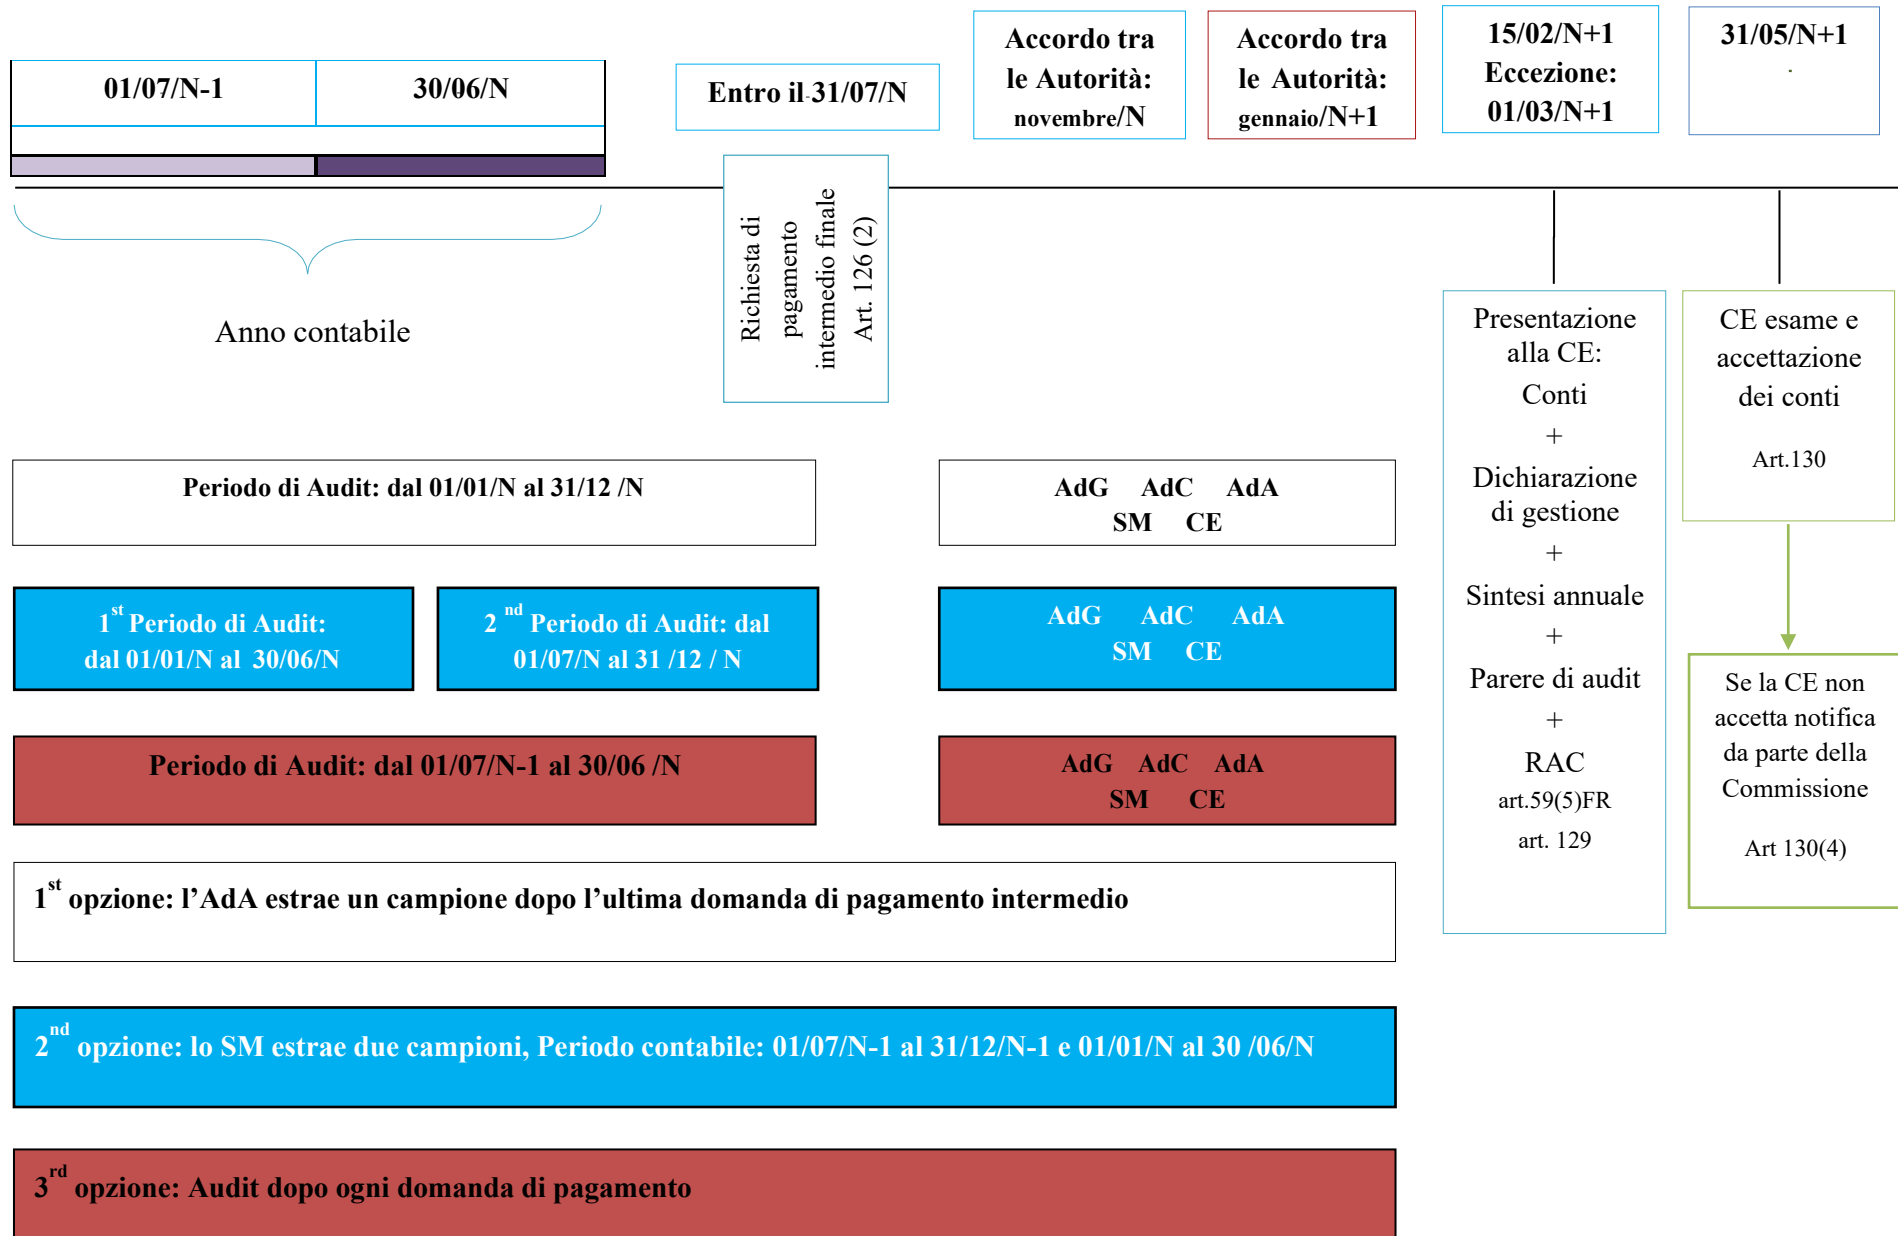 01/07/N-1
30/06/N
Entro il 31/07/N
Accordo tra
le Autorità:
novembre/N
Accordo tra
le Autorità:
gennaio/N+1
15/02/N+1
Eccezione:
01/03/N+1
31/05/N+1
Anno contabile
Richiesta di
pagamento
intermedio finale
Art. 126 (2)
Presentazione
alla CE:
Conti
+
Dichiarazione
di gestione
+
Sintesi annuale
+
Parere di audit
+
RAC
art.59(5)FR
art. 129
CE esame e
accettazione
dei conti
Art.130
Se la CE non
accetta notifica
da parte della
Commissione
Art 130(4)
Periodo di Audit: dal 01/01/N al 31/12 /N
AdG AdC AdA
SM CE
1st Periodo di Audit:
dal 01/01/N al 30/06/N
2 nd Periodo di Audit: dal
01/07/N al 31 /12 / N
AdG AdC AdA
SM CE
Periodo di Audit: dal 01/07/N-1 al 30/06 /N
AdG AdC AdA
SM CE
1st opzione: l’AdA estrae un campione dopo l’ultima domanda di pagamento intermedio
2nd opzione: lo SM estrae due campioni, Periodo contabile: 01/07/N-1 al 31/12/N-1 e 01/01/N al 30 /06/N
3rd opzione: Audit dopo ogni domanda di pagamento